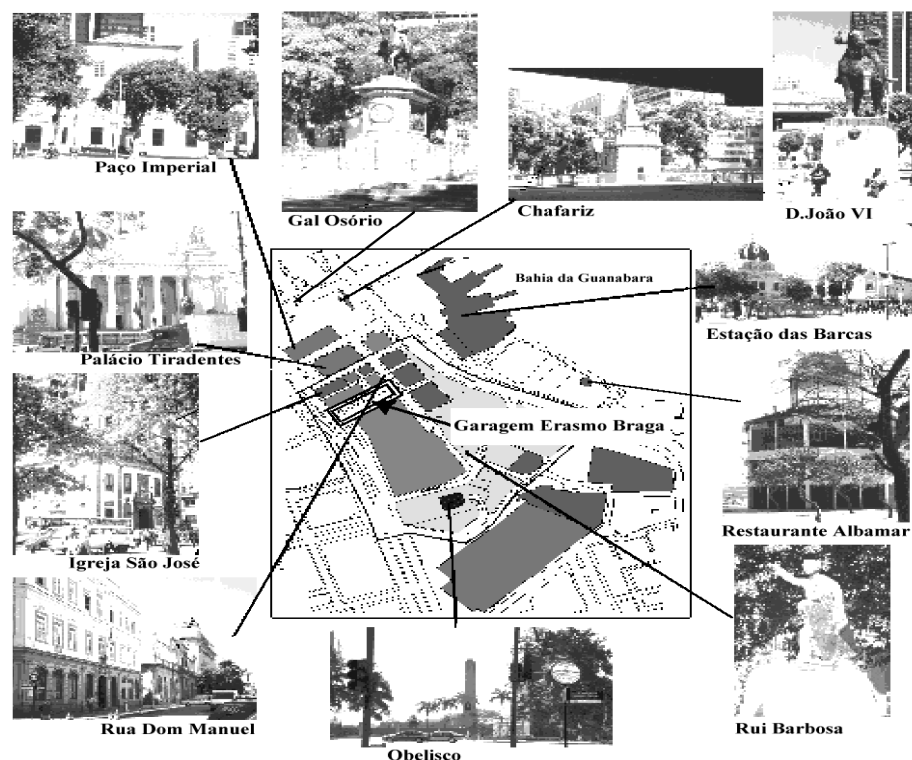 Paço Imperial
Gal Osório
Chafariz
D.João VI
Bahia da Guanabara
Estação das Barcas
Palácio Tiradentes
Garagem Erasmo Braga
Restaurante Albamar
Igreja São José
Rua Dom Manuel
Obelisco
Rui Barbosa